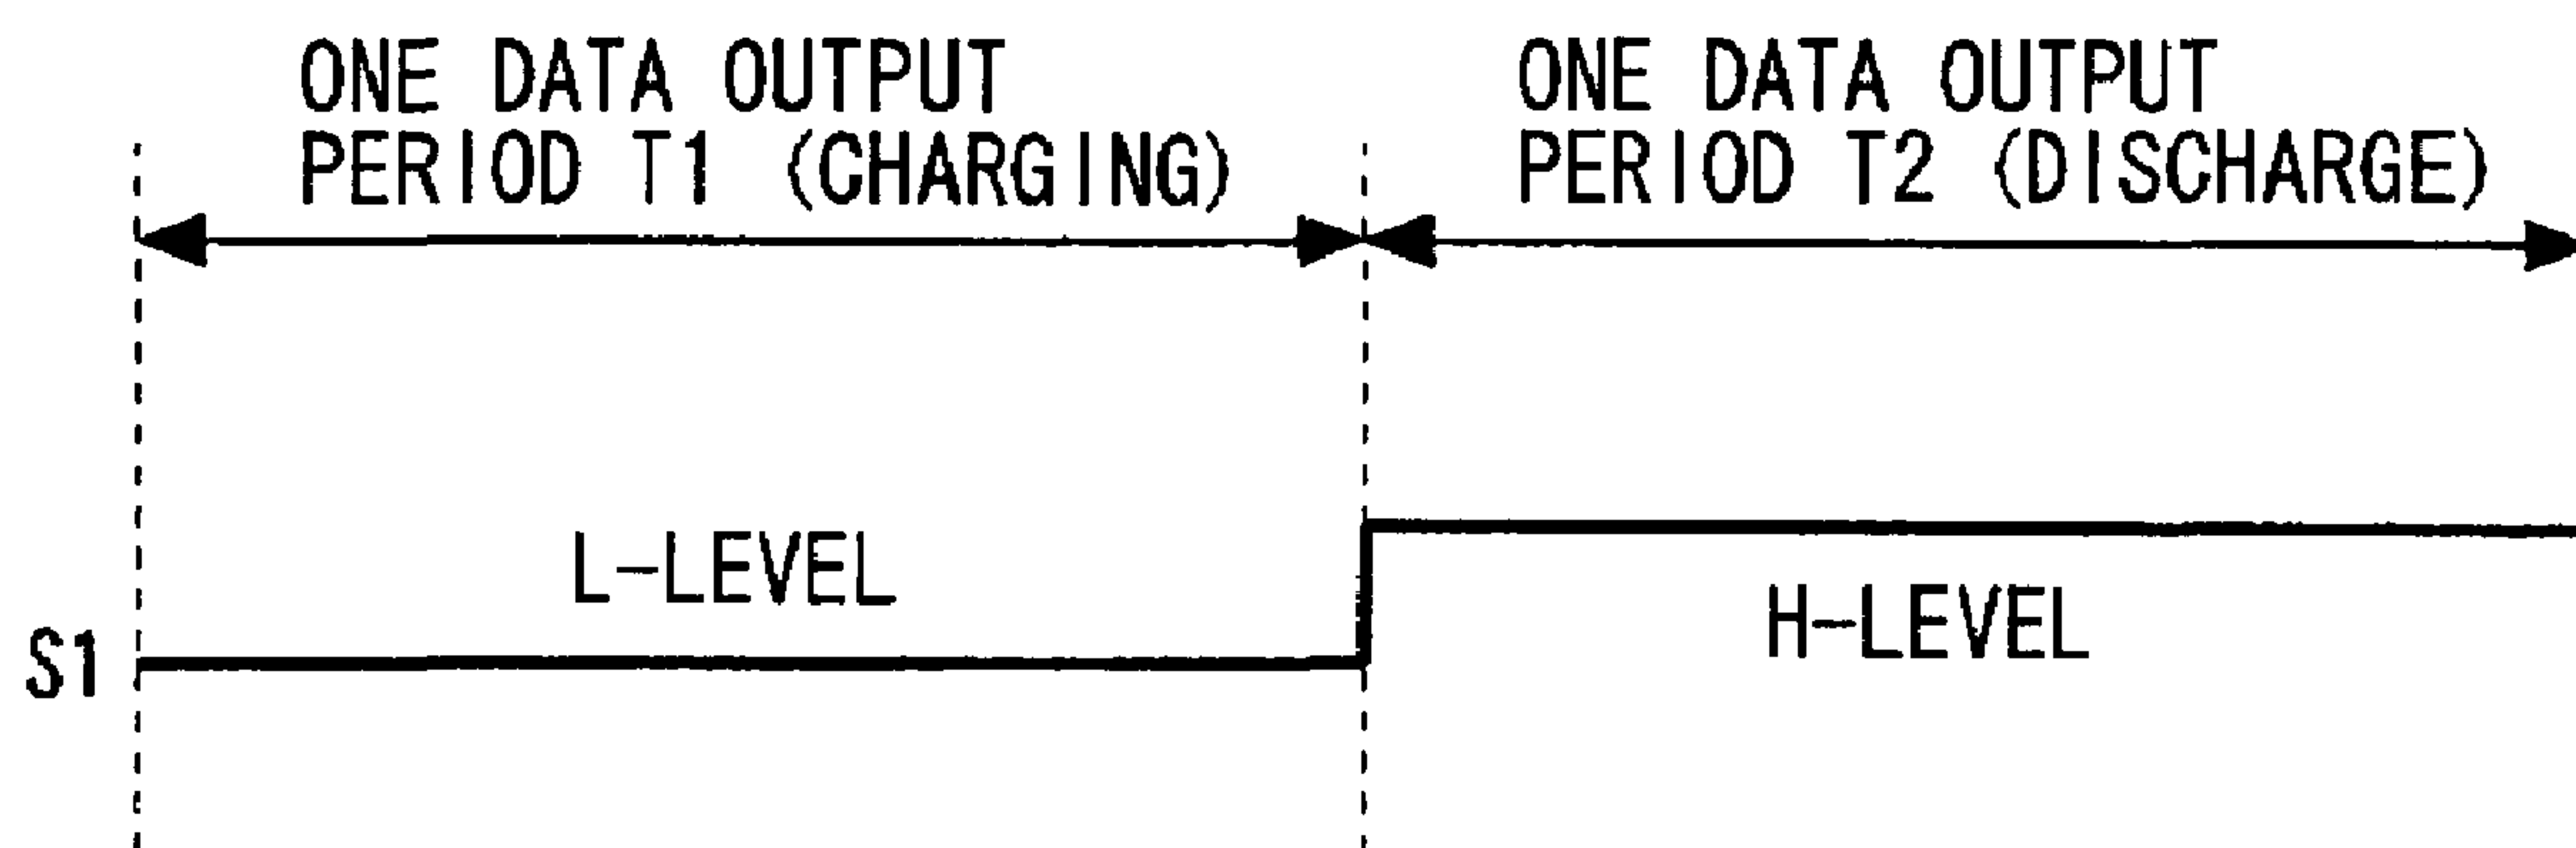 ONE DATA OUTPUT
PERIOD T1 (CHARGING)
ONE DATA OUTPUT
PERIOD T2 (DISCHARGE)
L-LEVEL
H-LEVEL
S1